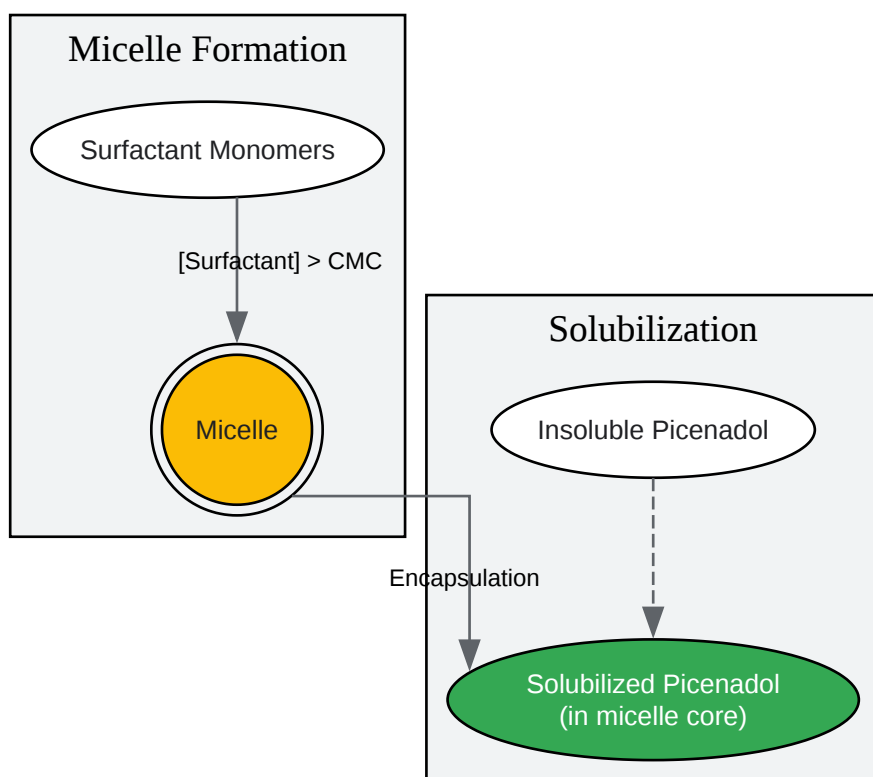 Micelle Formation
Surfactant Monomers
[Surfactant] > CMC
Micelle
Solubilization
Insoluble Picenadol
Encapsulation
Solubilized Picenadol
(in micelle core)